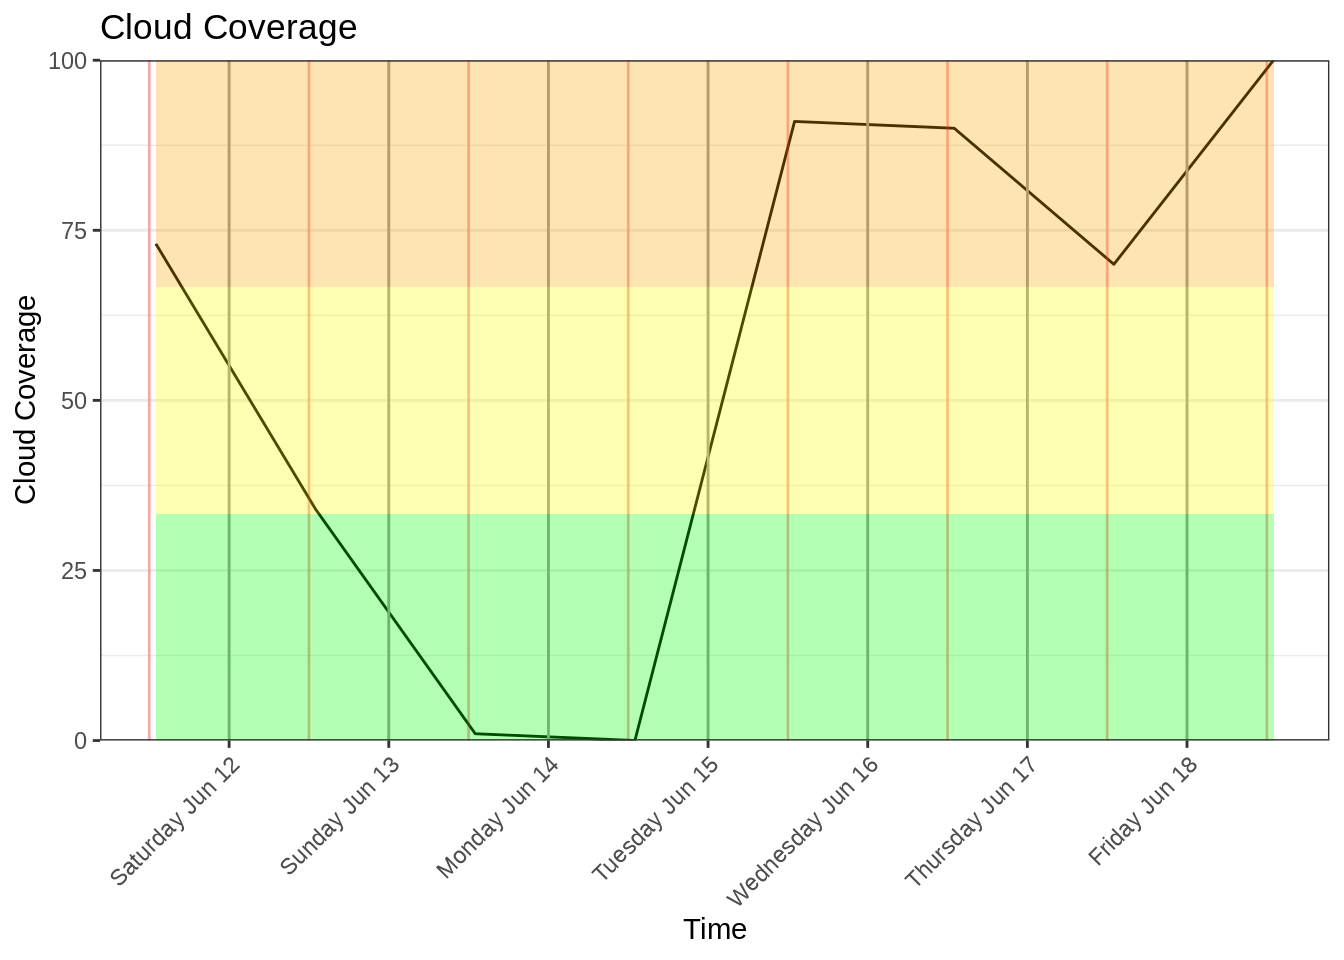 Cloud Coverage
100
75
50
25
0
Cloud Coverage
Saturday Jun 12
Sunday Jun 13
Monday Jun 14
Tuesday Jun 15
Wednesday Jun 16
Thursday Jun 17
Friday Jun 18
Time